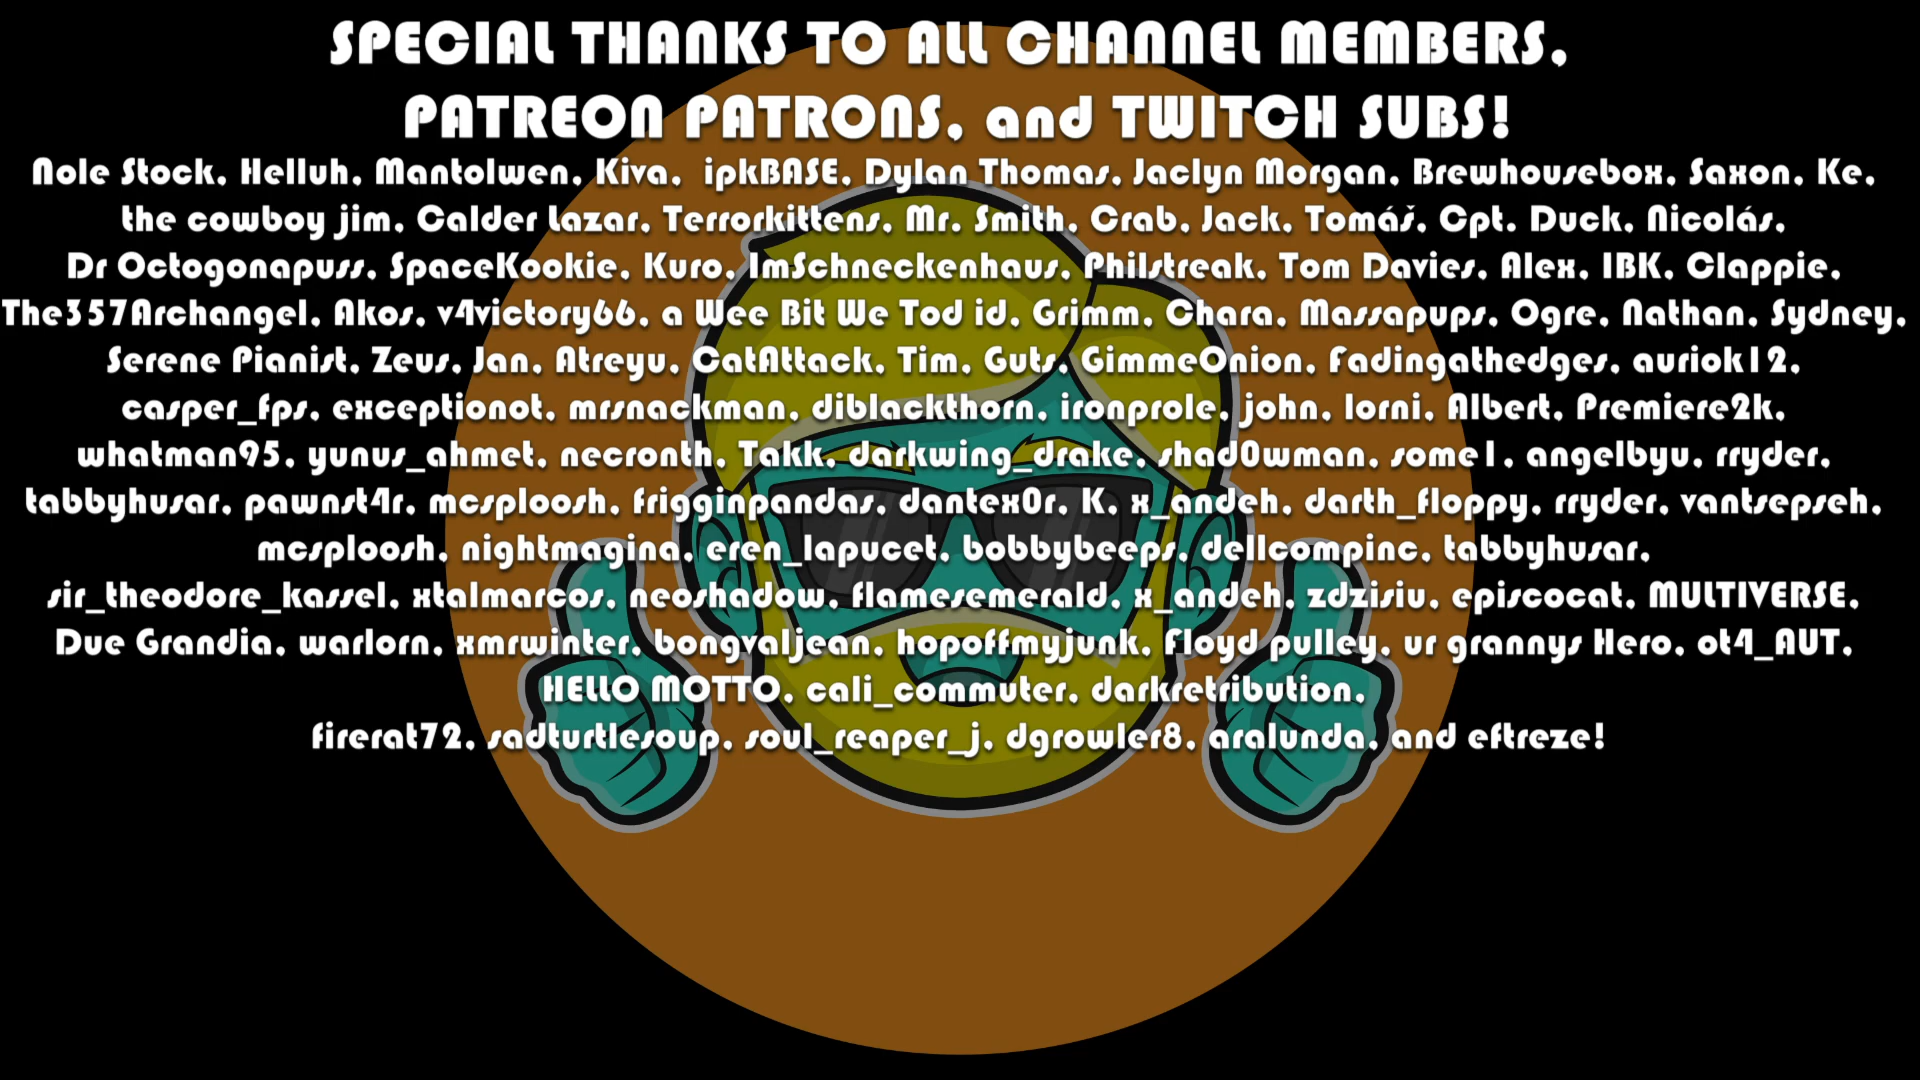 SPECIAL THANKS TO ALL CHANNEL MEMBERS,
PATREON PATRONS, and TWITCH SUBS!
Nole Stock, Helluh, Mantolwen, Kiva,  ipkBASE, Dylan Thomas, Jaclyn Morgan, Brewhousebox, Saxon, Ke,
the cowboy jim, Calder Lazar, Terrorkittens, Mr. Smith, Crab, Jack, Tomáš, Cpt. Duck, Nicolás,
Dr Octogonapuss, SpaceKookie, Kuro, ImSchneckenhaus, Philstreak, Tom Davies, Alex, IBK, Clappie,
The357Archangel, Akos, v4victory66, a Wee Bit We Tod id, Grimm, Chara, Massapups, Ogre, Nathan, Sydney,
Serene Pianist, Zeus, Jan, Atreyu, CatAttack, Tim, Guts, GimmeOnion, Fadingathedges, auriok12,
casper_fps, exceptionot, mrsnackman, diblackthorn, ironprole, john, lorni, Albert, Premiere2k,
whatman95, yunus_ahmet, necronth, Takk, darkwing_drake, shad0wman, some1, angelbyu, rryder,
tabbyhusar, pawnst4r, mcsploosh, frigginpandas, dantex0r, K, x_andeh, darth_floppy, rryder, vantsepseh,
mcsploosh, nightmagina, eren_lapucet, bobbybeeps, dellcompinc, tabbyhusar,
sir_theodore_kassel, xtalmarcos, neoshadow, flamesemerald, x_andeh, zdzisiu, episcocat, MULTIVERSE,
Due Grandia, warlorn, xmrwinter, bongvaljean, hopoffmyjunk, Floyd pulley, ur grannys Hero, ot4_AUT,
HELLO MOTTO, cali_commuter, darkretribution,
firerat72, sadturtlesoup, soul_reaper_j, dgrowler8, aralunda, and eftreze!